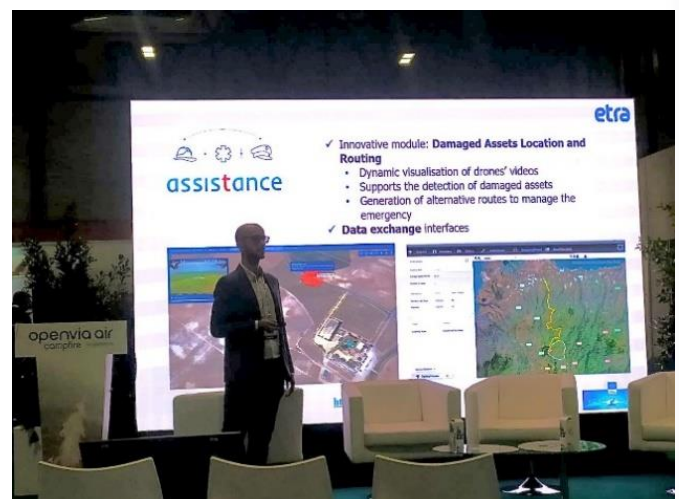 etra
assistance
✓ Innovative module: Damaged Assets Location and
Routing
• Dynamic visualisation of drones' videos
• Supports the detection of damaged assets
• Generation of alternative routes to manage the
emergency
✓ Data exchange interfaces
openvia air
campfire